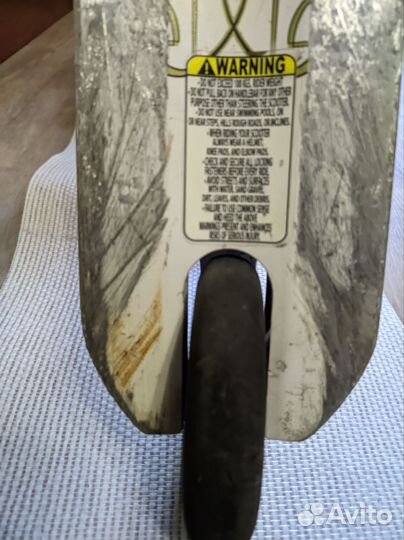 WARNING
- DO NOT EXCEED 100 KGS. RIDER WEIGHT.
- DO NOT PULL BACK ON HANDLEBAR FOR ANY OTHER
PURPOSE OTHER THAN STEERING THE SCOOTER.
- DO NOT USE NEAR SWIMMING POOLS, ON
OR NEAR STEPS, HILLS ROUGH ROADS, OR INCLINES.
- WHEN RIDING YOUR SCOOTER
ALWAYS WEAR A HELMET,
KNEE PADS, AND ELBOW PADS.
- CHECK AND SECURE ALL LOCKING
FASTENERS BEFORE EVERY RIDE.
- AVOID STREETS AND SURFACES
WITH WATER, SAND GRAVEL,
DIRT, LEAVES, AND OTHER DEBRIS.
- FAILURE TO USE COMMON SENSE
AND HEED THE ABOVE
WARNINGS PRESENT AND ENHANCES
RISKS OF SERIOUS INJURY.
Avito